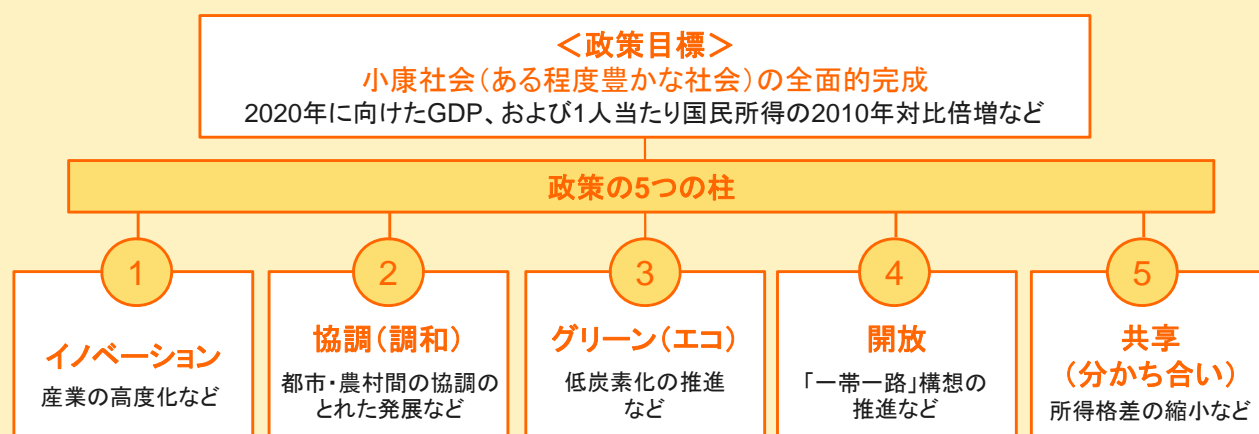 ＜政策目標＞
小康社会（ある程度豊かな社会）の全面的完成
2020年に向けたGDP、および1人当たり国民所得の2010年対比倍増など
政策の5つの柱
1
イノベーション
産業の高度化など
2
協調（調和）
都市・農村間の協調の
とれた発展など
3
グリーン（エコ）
低炭素化の推進
など
4
開放
「一帯一路」構想の
推進など
5
共享
（分かち合い）
所得格差の縮小など